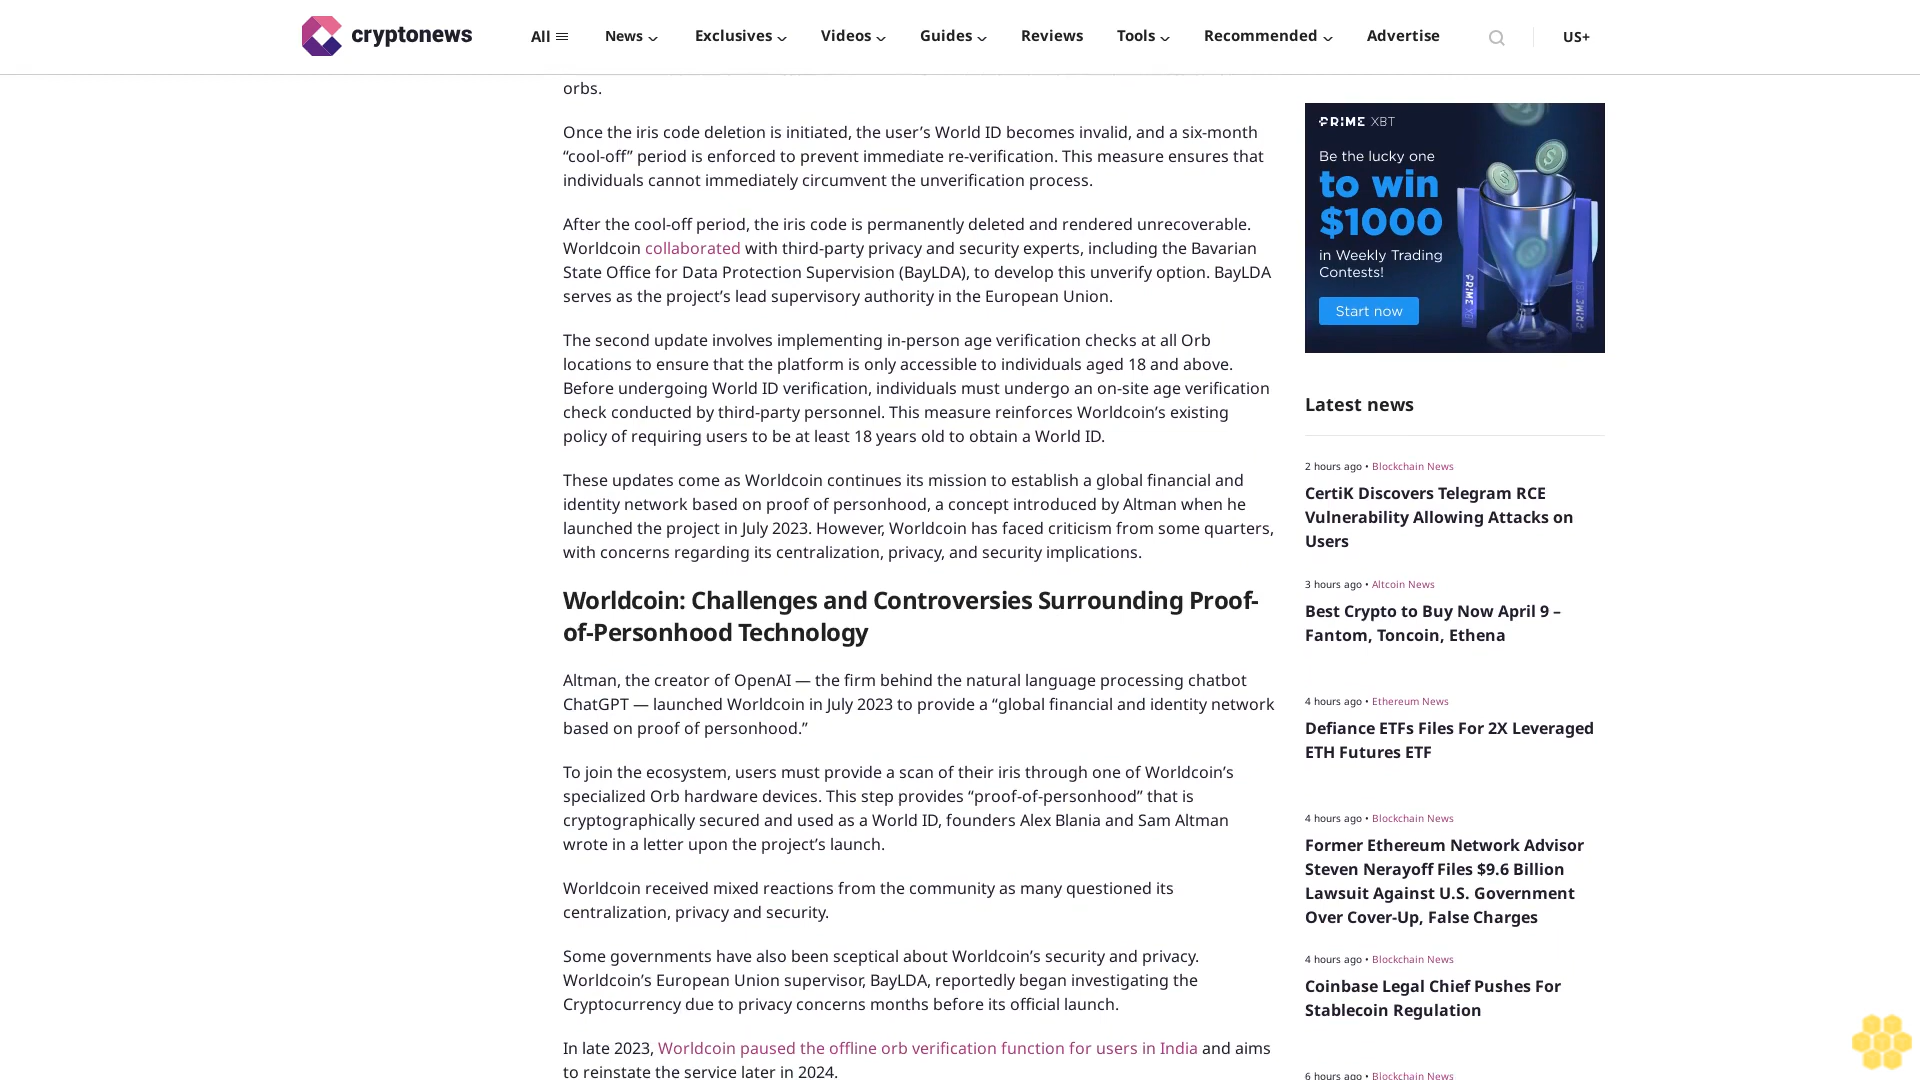 cryptonews
All
News
Exclusives
Videos
Guides
Reviews
Tools
Recommended
Advertise
US+
orbs.
Once the iris code deletion is initiated, the user’s World ID becomes invalid, and a six-month
“cool-off” period is enforced to prevent immediate re-verification. This measure ensures that
individuals cannot immediately circumvent the unverification process.
After the cool-off period, the iris code is permanently deleted and rendered unrecoverable.
Worldcoin collaborated with third-party privacy and security experts, including the Bavarian
State Office for Data Protection Supervision (BayLDA), to develop this unverify option. BayLDA
serves as the project’s lead supervisory authority in the European Union.
The second update involves implementing in-person age verification checks at all Orb
locations to ensure that the platform is only accessible to individuals aged 18 and above.
Before undergoing World ID verification, individuals must undergo an on-site age verification
check conducted by third-party personnel. This measure reinforces Worldcoin’s existing
policy of requiring users to be at least 18 years old to obtain a World ID.
These updates come as Worldcoin continues its mission to establish a global financial and
identity network based on proof of personhood, a concept introduced by Altman when he
launched the project in July 2023. However, Worldcoin has faced criticism from some quarters,
with concerns regarding its centralization, privacy, and security implications.
Worldcoin: Challenges and Controversies Surrounding Proof-
of-Personhood Technology
Altman, the creator of OpenAI — the firm behind the natural language processing chatbot
ChatGPT — launched Worldcoin in July 2023 to provide a “global financial and identity network
based on proof of personhood.”
To join the ecosystem, users must provide a scan of their iris through one of Worldcoin’s
specialized Orb hardware devices. This step provides “proof-of-personhood” that is
cryptographically secured and used as a World ID, founders Alex Blania and Sam Altman
wrote in a letter upon the project’s launch.
Worldcoin received mixed reactions from the community as many questioned its
centralization, privacy and security.
Some governments have also been sceptical about Worldcoin’s security and privacy.
Worldcoin’s European Union supervisor, BayLDA, reportedly began investigating the
Cryptocurrency due to privacy concerns months before its official launch.
In late 2023, Worldcoin paused the offline orb verification function for users in India and aims
to reinstate the service later in 2024.
PRIME XBT
Be the lucky one
to win
$1000
in Weekly Trading
Contests!
Start now
PRIME XBT
PRIME XBT
Latest news
2 hours ago • Blockchain News
CertiK Discovers Telegram RCE
Vulnerability Allowing Attacks on
Users
3 hours ago • Altcoin News
Best Crypto to Buy Now April 9 –
Fantom, Toncoin, Ethena
4 hours ago • Ethereum News
Defiance ETFs Files For 2X Leveraged
ETH Futures ETF
4 hours ago • Blockchain News
Former Ethereum Network Advisor
Steven Nerayoff Files $9.6 Billion
Lawsuit Against U.S. Government
Over Cover-Up, False Charges
4 hours ago • Blockchain News
Coinbase Legal Chief Pushes For
Stablecoin Regulation
6 hours ago • Blockchain News